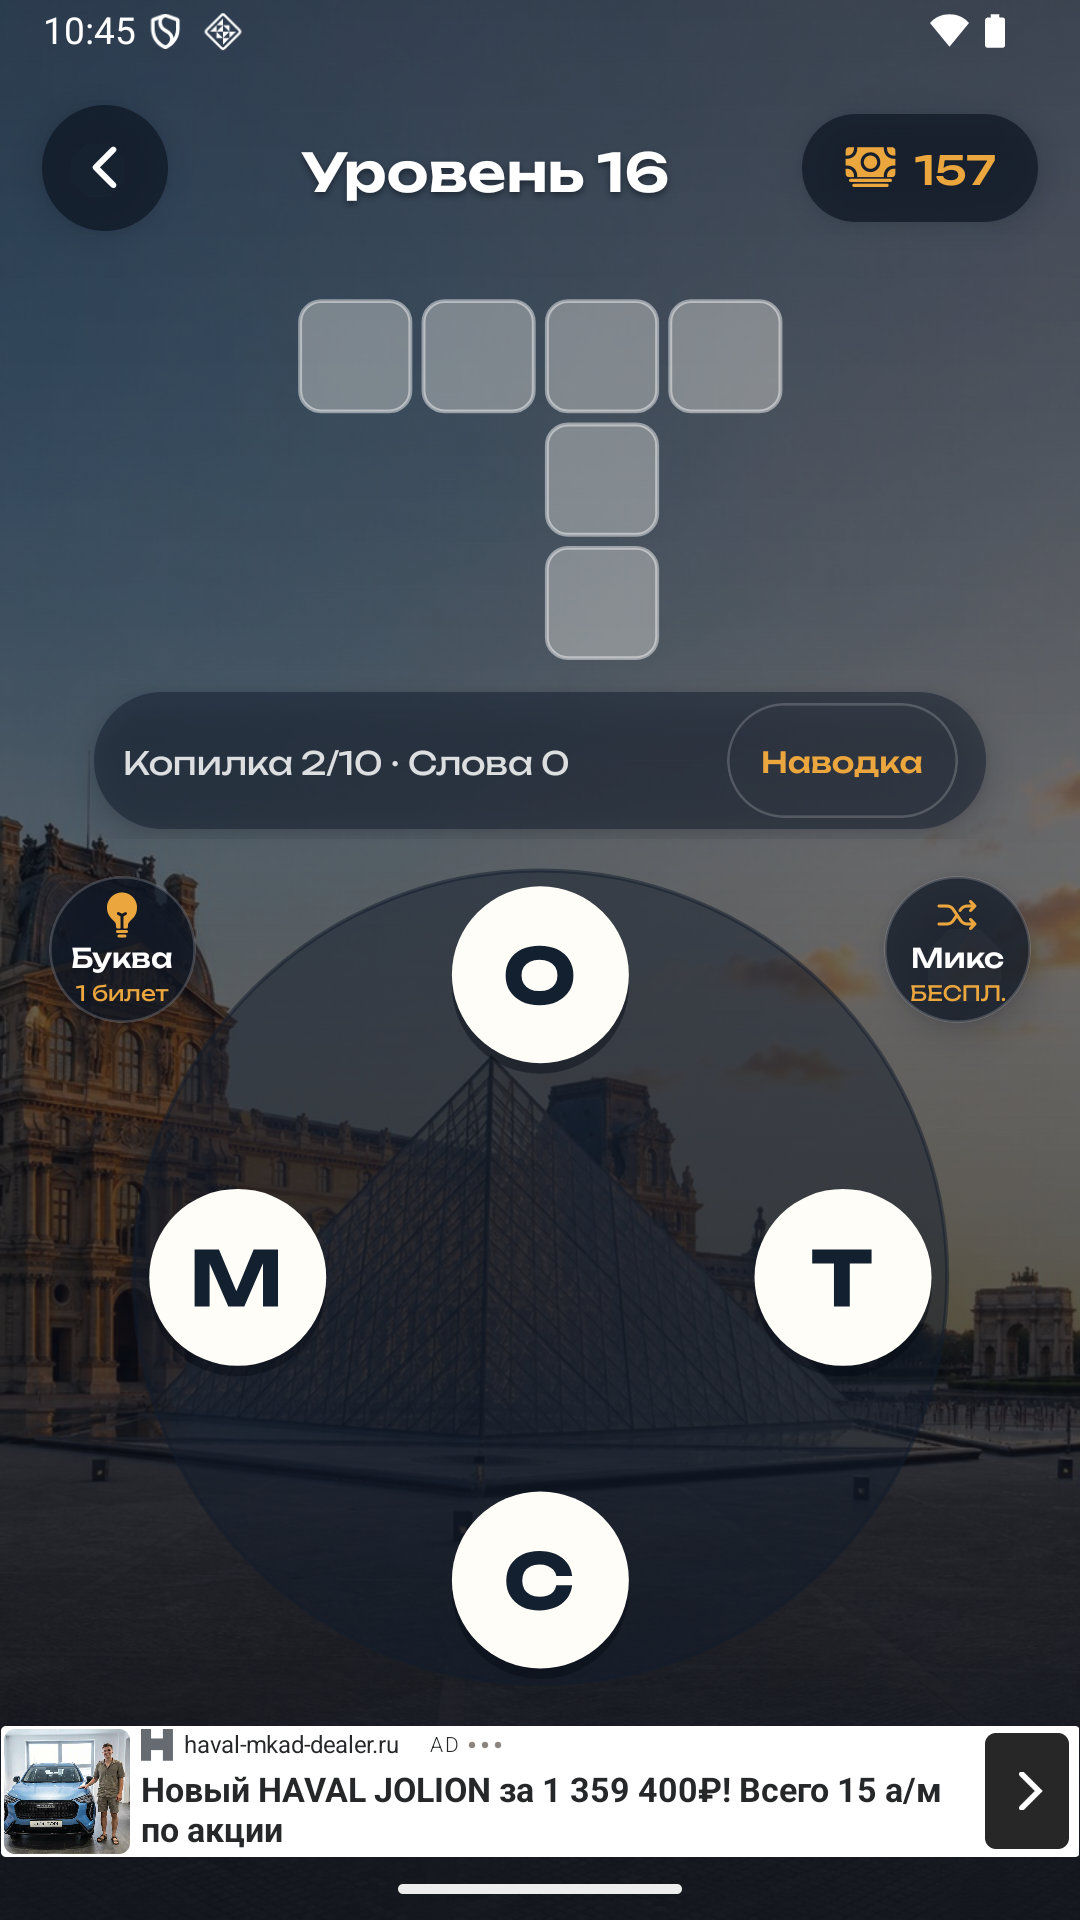 10:45
Уровень 16
157
Копилка 2/10 · Слова 0
Наводка
Буква
1 билет
Микс
БЕСПЛ.
О
М
Т
С
haval-mkad-dealer.ru AD
Новый HAVAL JOLION за 1 359 400₽! Всего 15 а/м
по акции